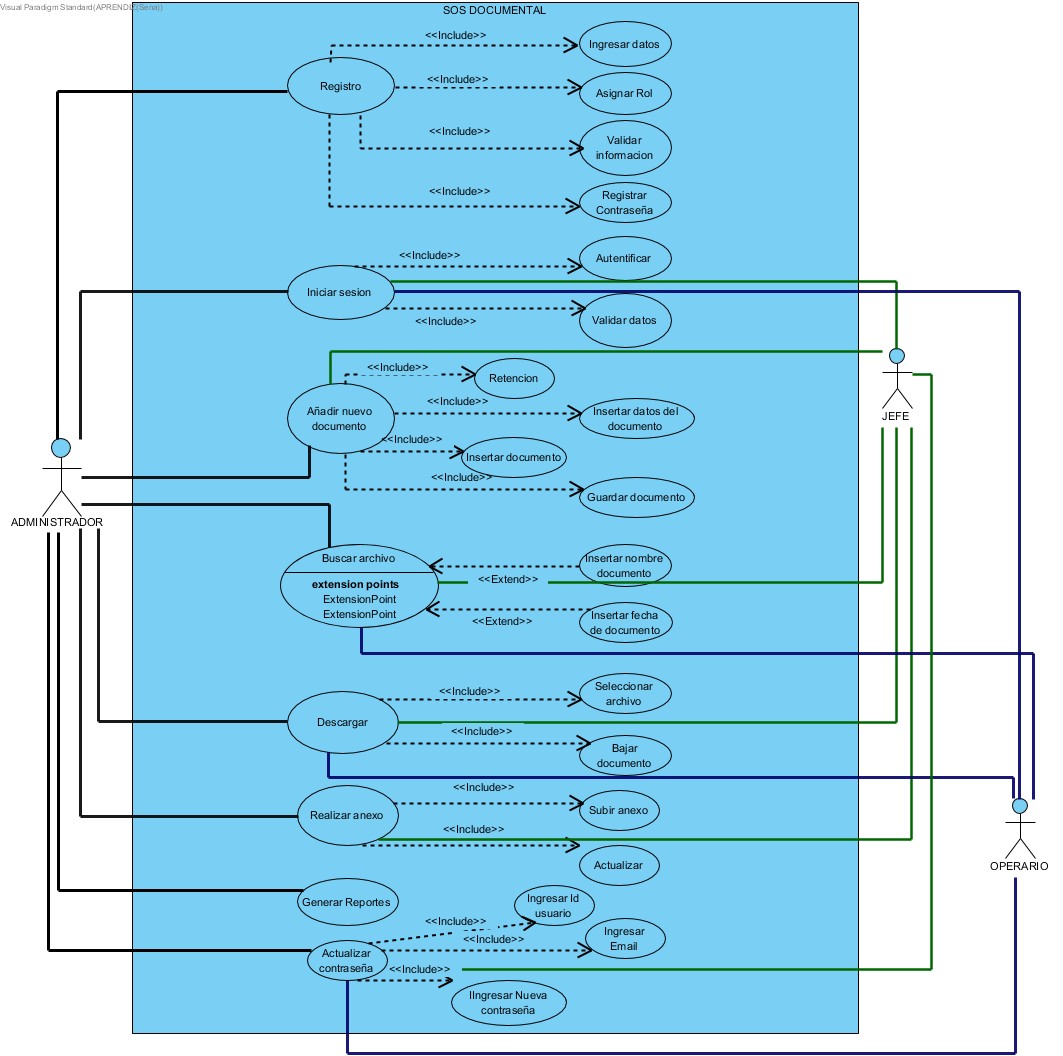 Visual Paradigm Standard(APRENDIZ(Sena))
SOS DOCUMENTAL
<<Include>>
Ingresar datos
Registro
<<Include>>
Asignar Rol
<<Include>>
Validar
informacion
<<Include>>
Registrar
Contraseña
<<Include>>
Autentificar
Iniciar sesion
<<Include>>
Validar datos
<<Include>>
Retencion
Añadir nuevo
documento
<<Include>>
Insertar datos del
documento
<<Include>>
Insertar documento
<<Include>>
Guardar documento
JEFE
ADMINISTRADOR
Buscar archivo
extension points
ExtensionPoint
ExtensionPoint
Insertar nombre
documento
<<Extend>>
Insertar fecha
de documento
<<Extend>>
<<Include>>
Seleccionar
archivo
Descargar
<<Include>>
Bajar
documento
<<Include>>
Subir anexo
Realizar anexo
<<Include>>
Actualizar
OPERARIO
Generar Reportes
<<Include>>
Ingresar Id
usuario
<<Include>>
Ingresar
Email
Actualizar
contraseña
<<Include>>
IIngresar Nueva
contraseña